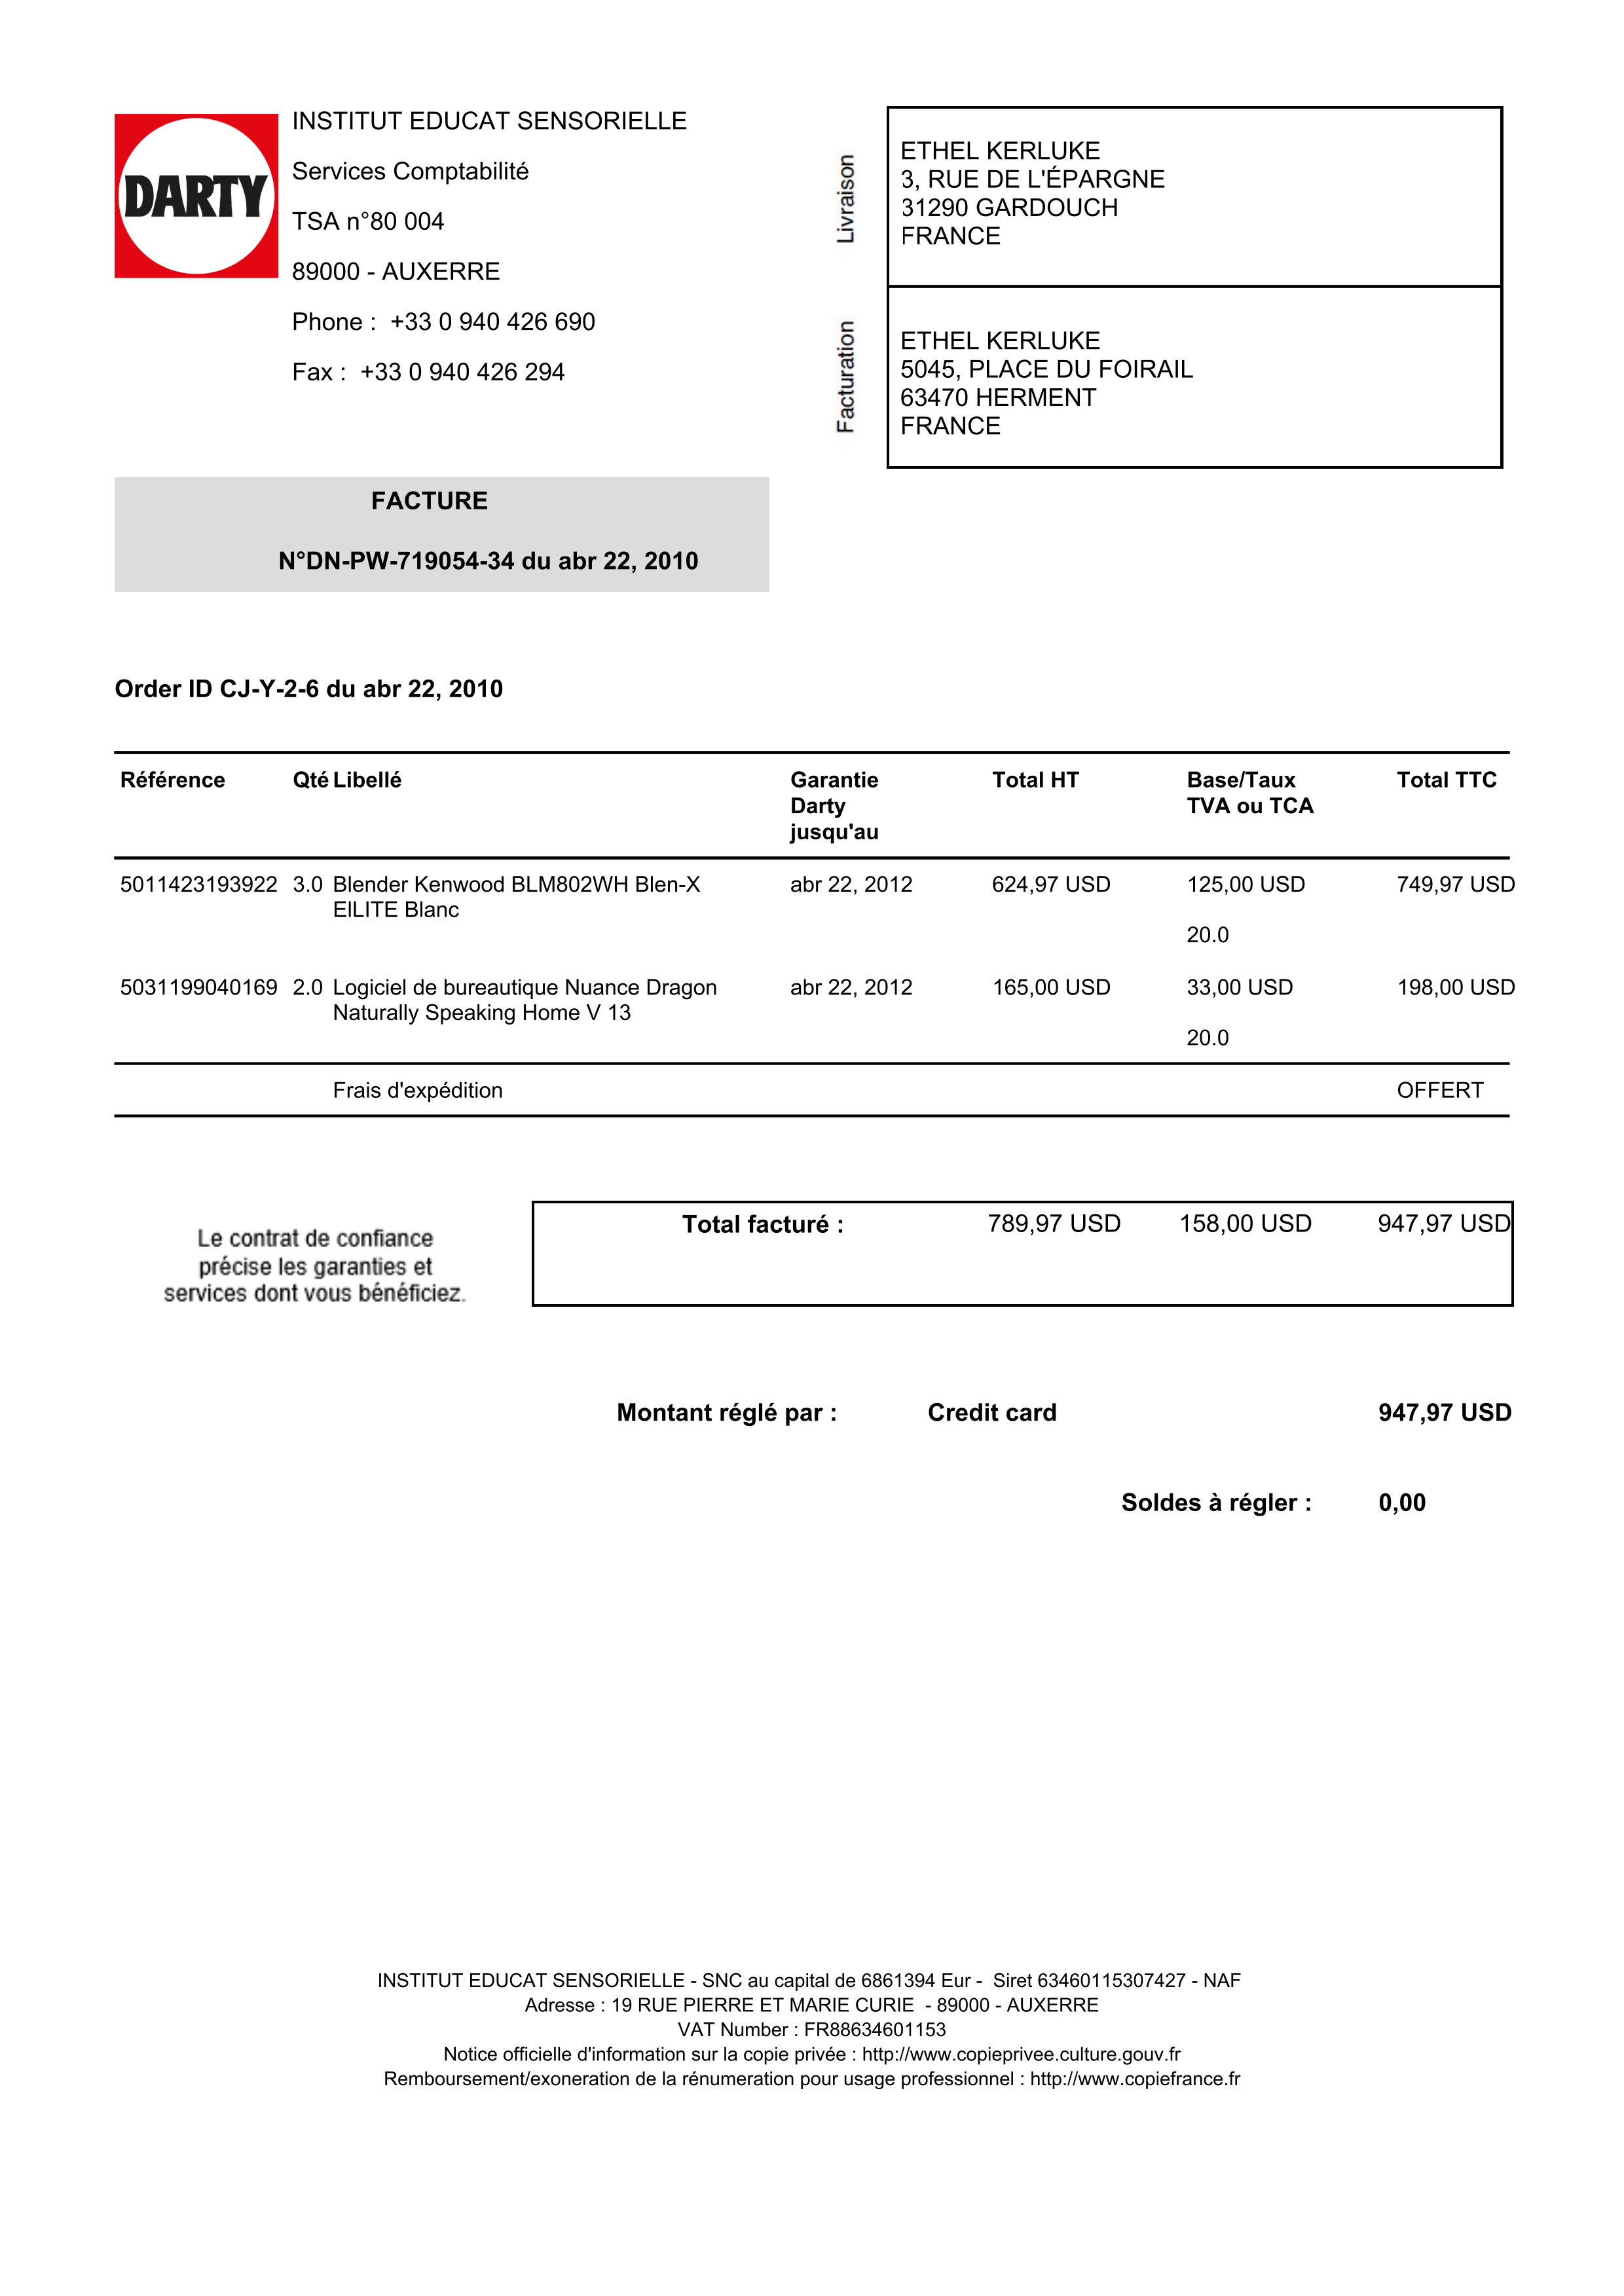 DARTY
INSTITUT EDUCAT SENSORIELLE
Services Comptabilité
TSA n°80 004
89000 - AUXERRE
Phone :  +33 0 940 426 690
Fax :  +33 0 940 426 294
Livraison
ETHEL KERLUKE
3, RUE DE L'ÉPARGNE
31290 GARDOUCH
FRANCE
Facturation
ETHEL KERLUKE
5045, PLACE DU FOIRAIL
63470 HERMENT
FRANCE
FACTURE
N°DN-PW-719054-34 du abr 22, 2010
Order ID CJ-Y-2-6 du abr 22, 2010
Référence Qté Libellé Garantie Total HT Base/Taux Total TTC
Darty TVA ou TCA
jusqu'au
5011423193922 3.0 Blender Kenwood BLM802WH Blen-X abr 22, 2012 624,97 USD 125,00 USD 749,97 USD
EILITE Blanc
20.0
5031199040169 2.0 Logiciel de bureautique Nuance Dragon abr 22, 2012 165,00 USD 33,00 USD 198,00 USD
Naturally Speaking Home V 13
20.0
Frais d'expédition OFFERT
Le contrat de confiance
précise les garanties et
services dont vous bénéficiez.
Total facturé : 789,97 USD 158,00 USD 947,97 USD
Montant réglé par : Credit card 947,97 USD
Soldes à régler : 0,00
INSTITUT EDUCAT SENSORIELLE - SNC au capital de 6861394 Eur -  Siret 63460115307427 - NAF
Adresse : 19 RUE PIERRE ET MARIE CURIE  - 89000 - AUXERRE
VAT Number : FR88634601153
Notice officielle d'information sur la copie privée : http://www.copieprivee.culture.gouv.fr
Remboursement/exoneration de la rénumeration pour usage professionnel : http://www.copiefrance.fr